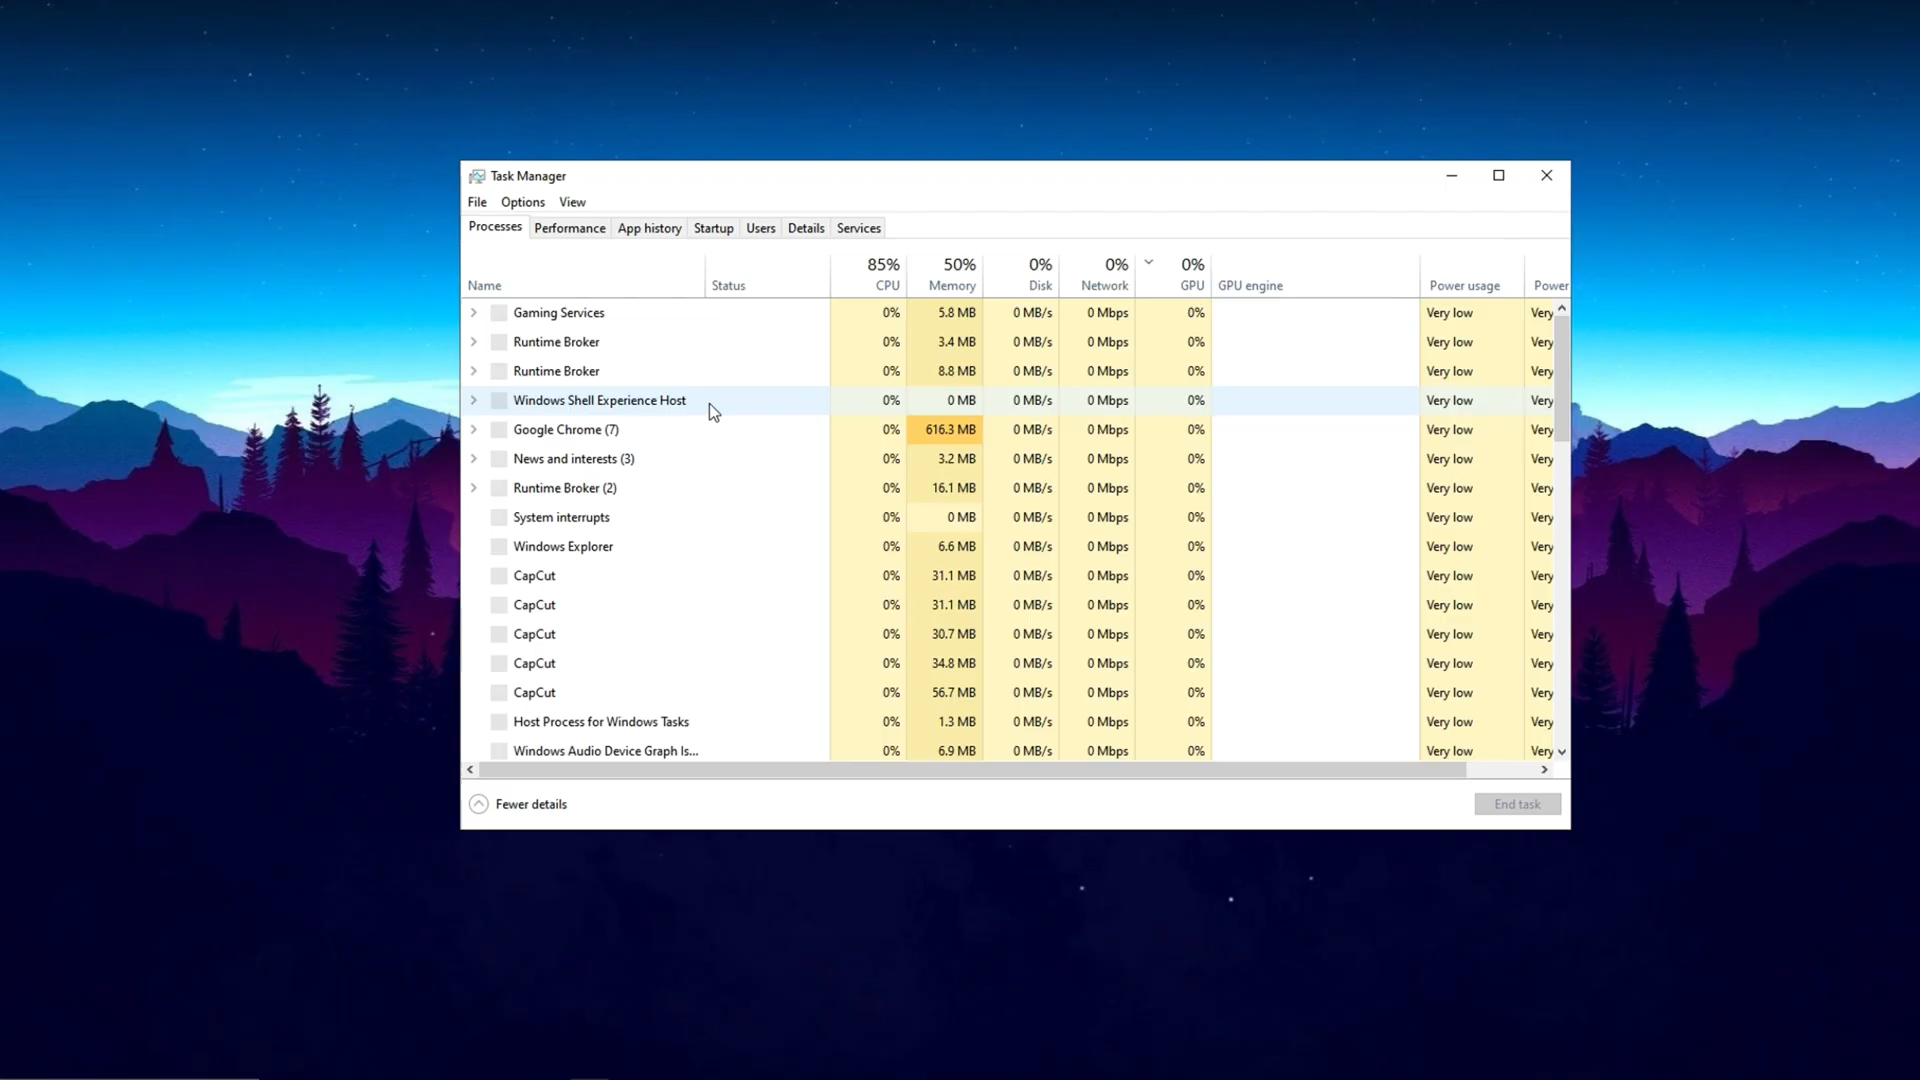 Task Manager
File Options View
Processes Performance App history Startup Users Details Services
85% 50% 0% 0% 0%
Name Status CPU Memory Disk Network GPU GPU engine Power usage Power
Gaming Services 0% 5.8 MB 0 MB/s 0 Mbps 0% Very low Very
Runtime Broker 0% 3.4 MB 0 MB/s 0 Mbps 0% Very low Very
Runtime Broker 0% 8.8 MB 0 MB/s 0 Mbps 0% Very low Very
Windows Shell Experience Host 0% 0 MB 0 MB/s 0 Mbps 0% Very low Very
Google Chrome (7) 0% 616.3 MB 0 MB/s 0 Mbps 0% Very low Very
News and interests (3) 0% 3.2 MB 0 MB/s 0 Mbps 0% Very low Very
Runtime Broker (2) 0% 16.1 MB 0 MB/s 0 Mbps 0% Very low Very
System interrupts 0% 0 MB 0 MB/s 0 Mbps 0% Very low Very
Windows Explorer 0% 6.6 MB 0 MB/s 0 Mbps 0% Very low Very
CapCut 0% 31.1 MB 0 MB/s 0 Mbps 0% Very low Very
CapCut 0% 31.1 MB 0 MB/s 0 Mbps 0% Very low Very
CapCut 0% 30.7 MB 0 MB/s 0 Mbps 0% Very low Very
CapCut 0% 34.8 MB 0 MB/s 0 Mbps 0% Very low Very
CapCut 0% 56.7 MB 0 MB/s 0 Mbps 0% Very low Very
Host Process for Windows Tasks 0% 1.3 MB 0 MB/s 0 Mbps 0% Very low Very
Windows Audio Device Graph Is... 0% 6.9 MB 0 MB/s 0 Mbps 0% Very low Very
Fewer details End task